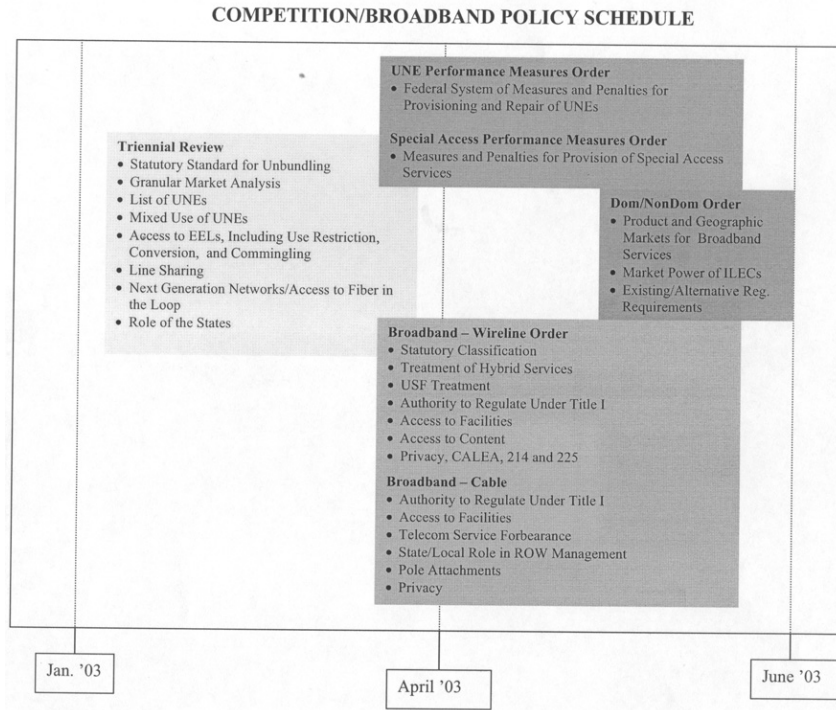 COMPETITION/BROADBAND POLICY SCHEDULE
UNE Performance Measures Order
• Federal System of Measures and Penalties for
Provisioning and Repair of UNEs
Special Access Performance Measures Order
• Measures and Penalties for Provision of Special Access
Services
Triennial Review
• Statutory Standard for Unbundling
• Granular Market Analysis
• List of UNEs
• Mixed Use of UNEs
• Access to EELs, Including Use Restriction,
Conversion, and Commingling
• Line Sharing
• Next Generation Networks/Access to Fiber in
the Loop
• Role of the States
Dom/NonDom Order
• Product and Geographic
Markets for Broadband
Services
• Market Power of ILECs
• Existing/Alternative Reg.
Requirements
Broadband – Wireline Order
• Statutory Classification
• Treatment of Hybrid Services
• USF Treatment
• Authority to Regulate Under Title I
• Access to Facilities
• Access to Content
• Privacy, CALEA, 214 and 225
Broadband – Cable
• Authority to Regulate Under Title I
• Access to Facilities
• Telecom Service Forbearance
• State/Local Role in ROW Management
• Pole Attachments
• Privacy
Jan. ’03
April ’03
June ’03